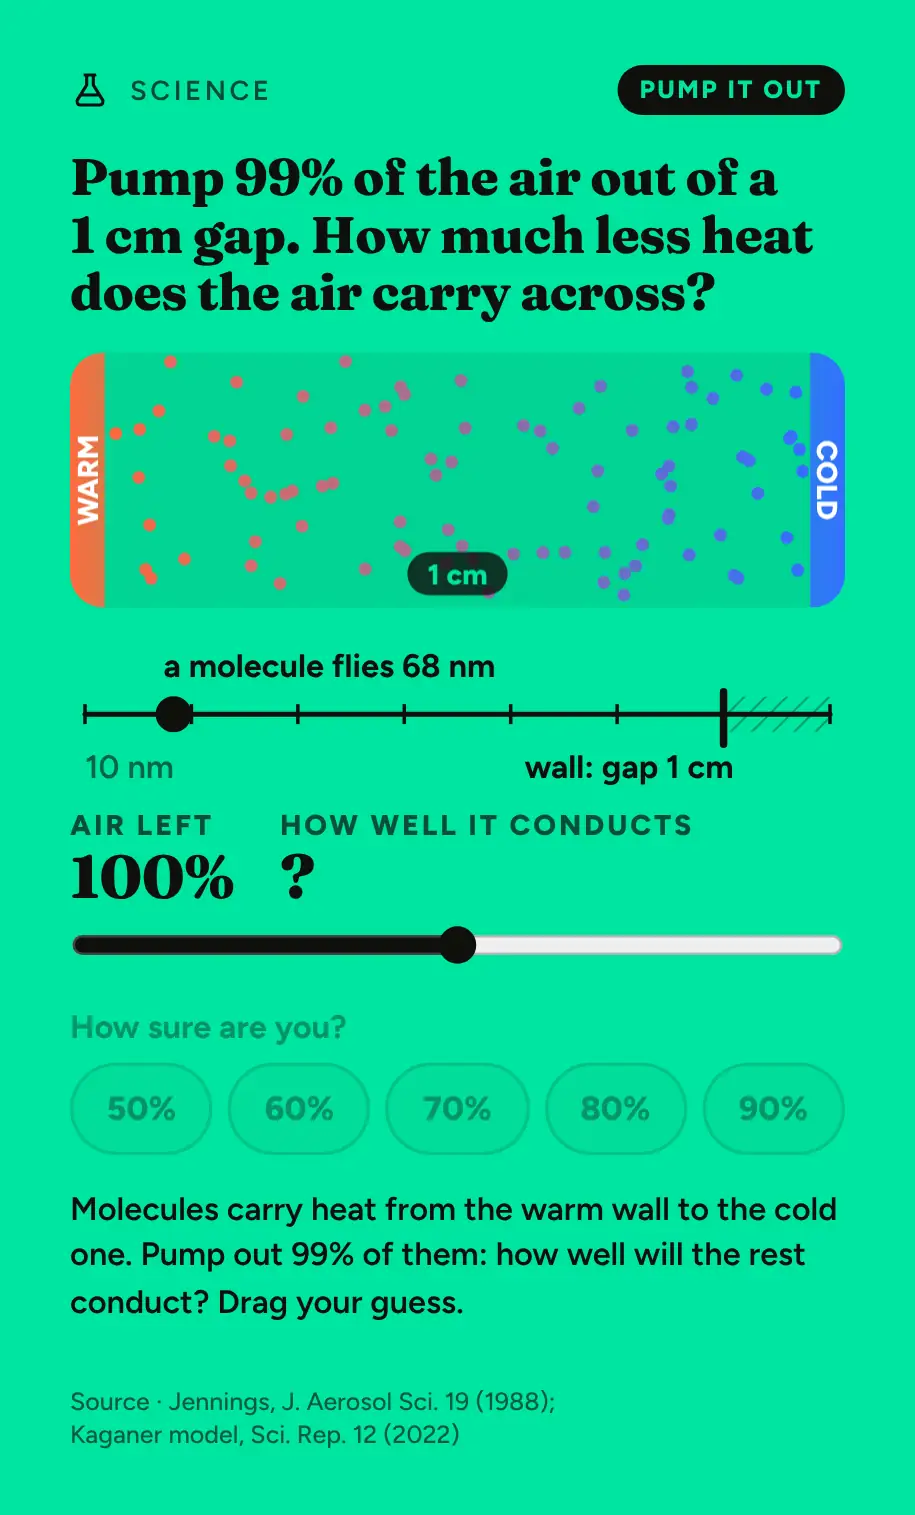 SCIENCE
PUMP IT OUT
Pump 99% of the air out of a
1 cm gap. How much less heat
does the air carry across?
WARM
COLD
1 cm
a molecule flies 68 nm
10 nm
wall: gap 1 cm
AIR LEFT
HOW WELL IT CONDUCTS
100%
?
How sure are you?
50%
60%
70%
80%
90%
Molecules carry heat from the warm wall to the cold
one. Pump out 99% of them: how well will the rest
conduct? Drag your guess.
Source · Jennings, J. Aerosol Sci. 19 (1988);
Kaganer model, Sci. Rep. 12 (2022)